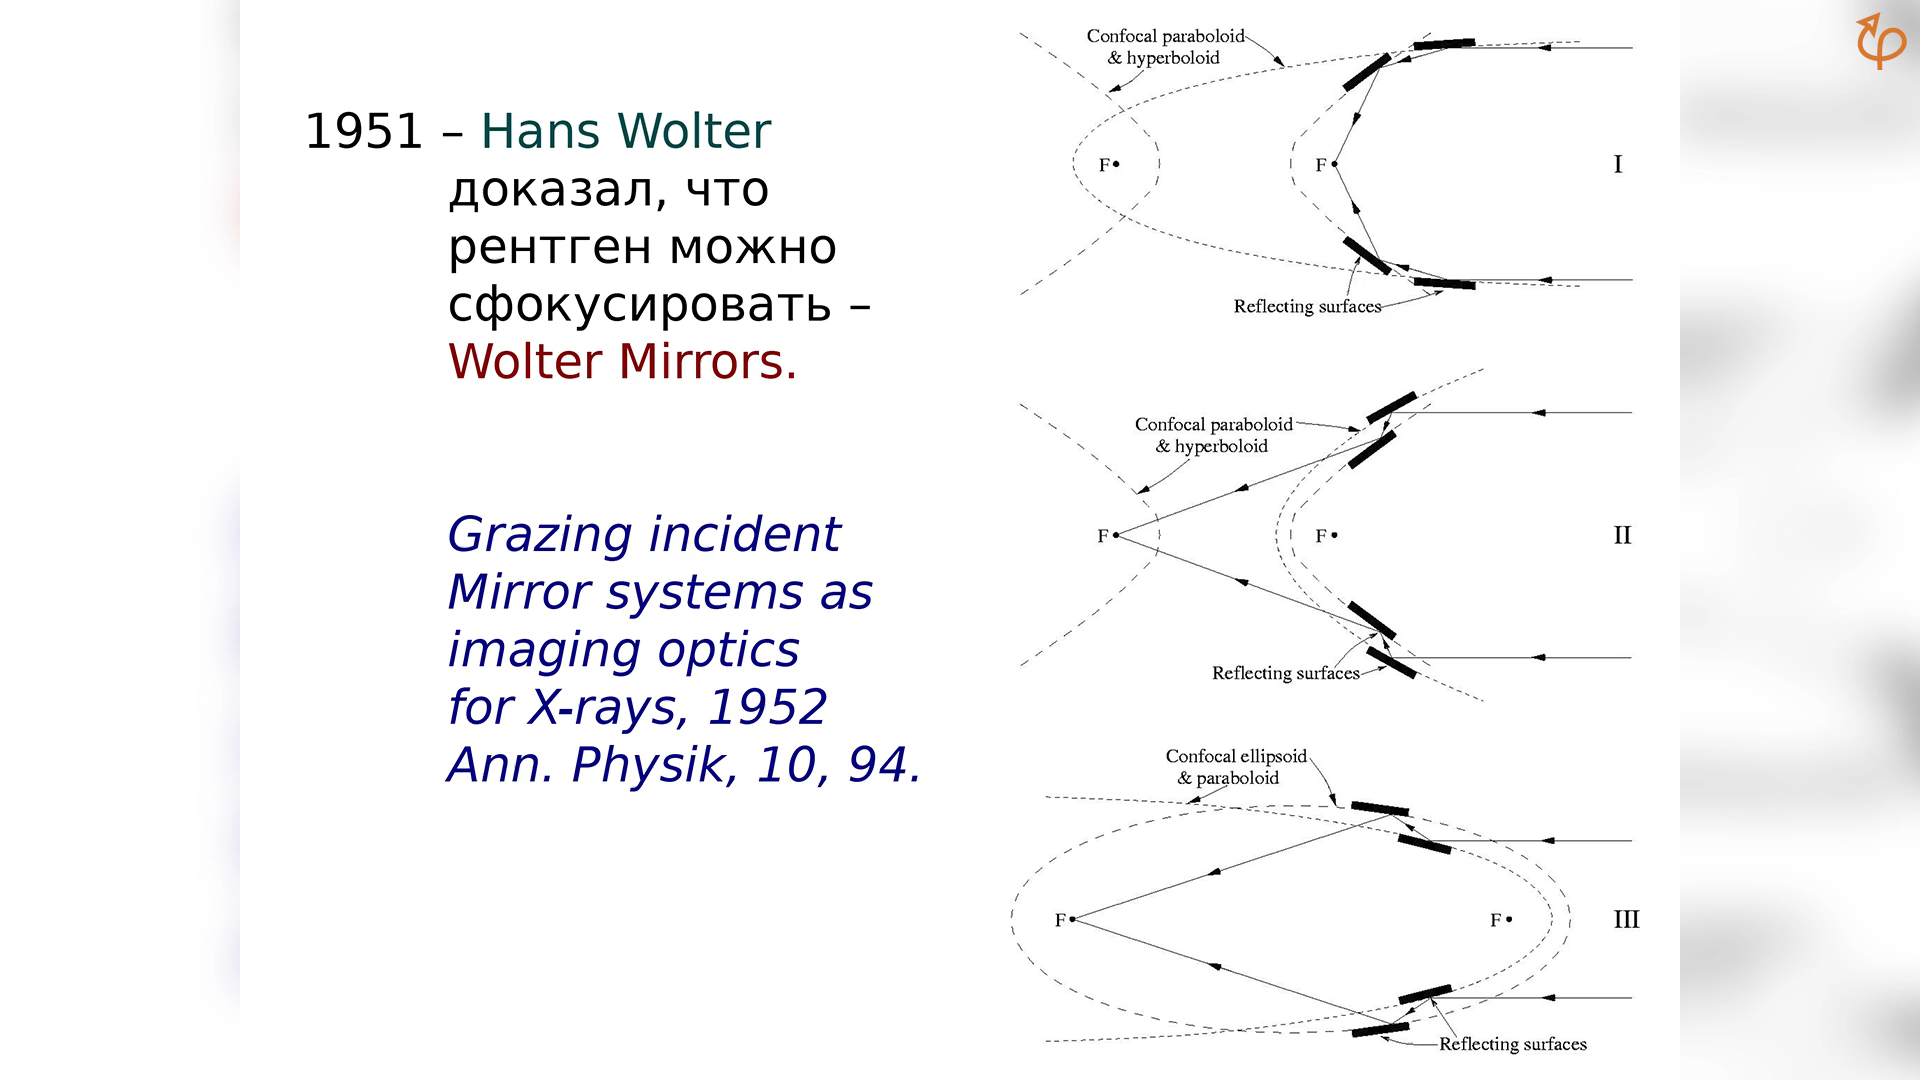 1951 – Hans Wolter
доказал, что
рентген можно
сфокусировать –
Wolter Mirrors.
Grazing incident
Mirror systems as
imaging optics
for X-rays, 1952
Ann. Physik, 10, 94.
Confocal paraboloid
& hyperboloid
F
F
I
Reflecting surfaces
Confocal paraboloid
& hyperboloid
F
F
II
Reflecting surfaces
Confocal ellipsoid
& paraboloid
F
F
III
Reflecting surfaces